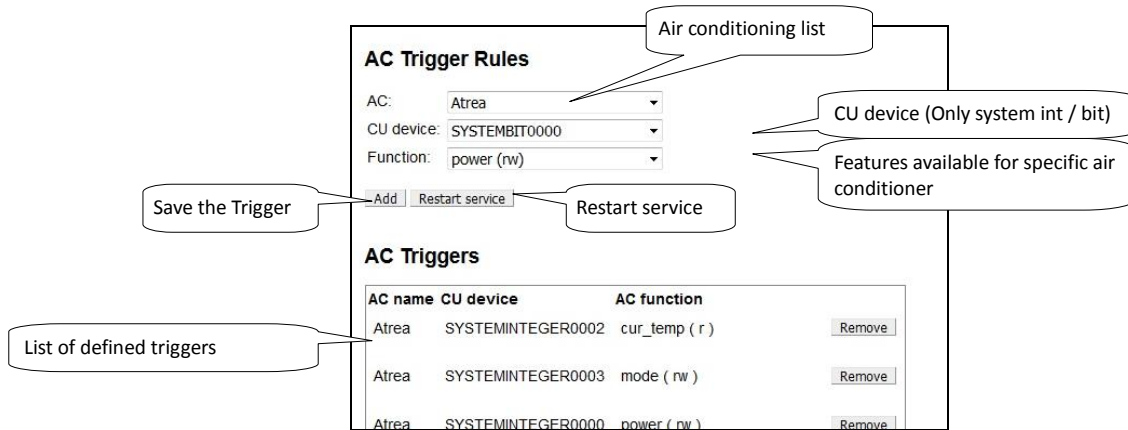 Air conditioning list
AC Trigger Rules
AC: Atrea
CU device: SYSTEMBIT0000
CU device (Only system int / bit)
Function: power (rw)
Features available for specific air
conditioner
Save the Trigger
Add Restart service
Restart service
AC Triggers
AC name CU device AC function
Atrea SYSTEMINTEGER0002 cur_temp ( r ) Remove
List of defined triggers
Atrea SYSTEMINTEGER0003 mode ( rw ) Remove
Atrea SYSTEMINTEGER0000 power ( rw ) Remove